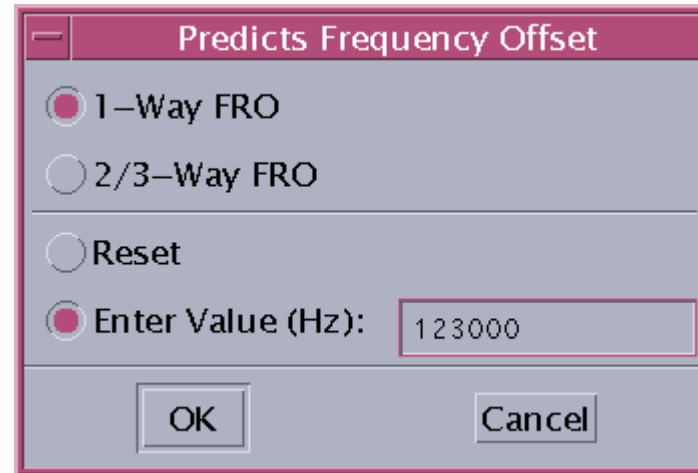 Predicts Frequency Offset
1–Way FRO
2/3–Way FRO
Reset
Enter Value (Hz): 123000
OK Cancel